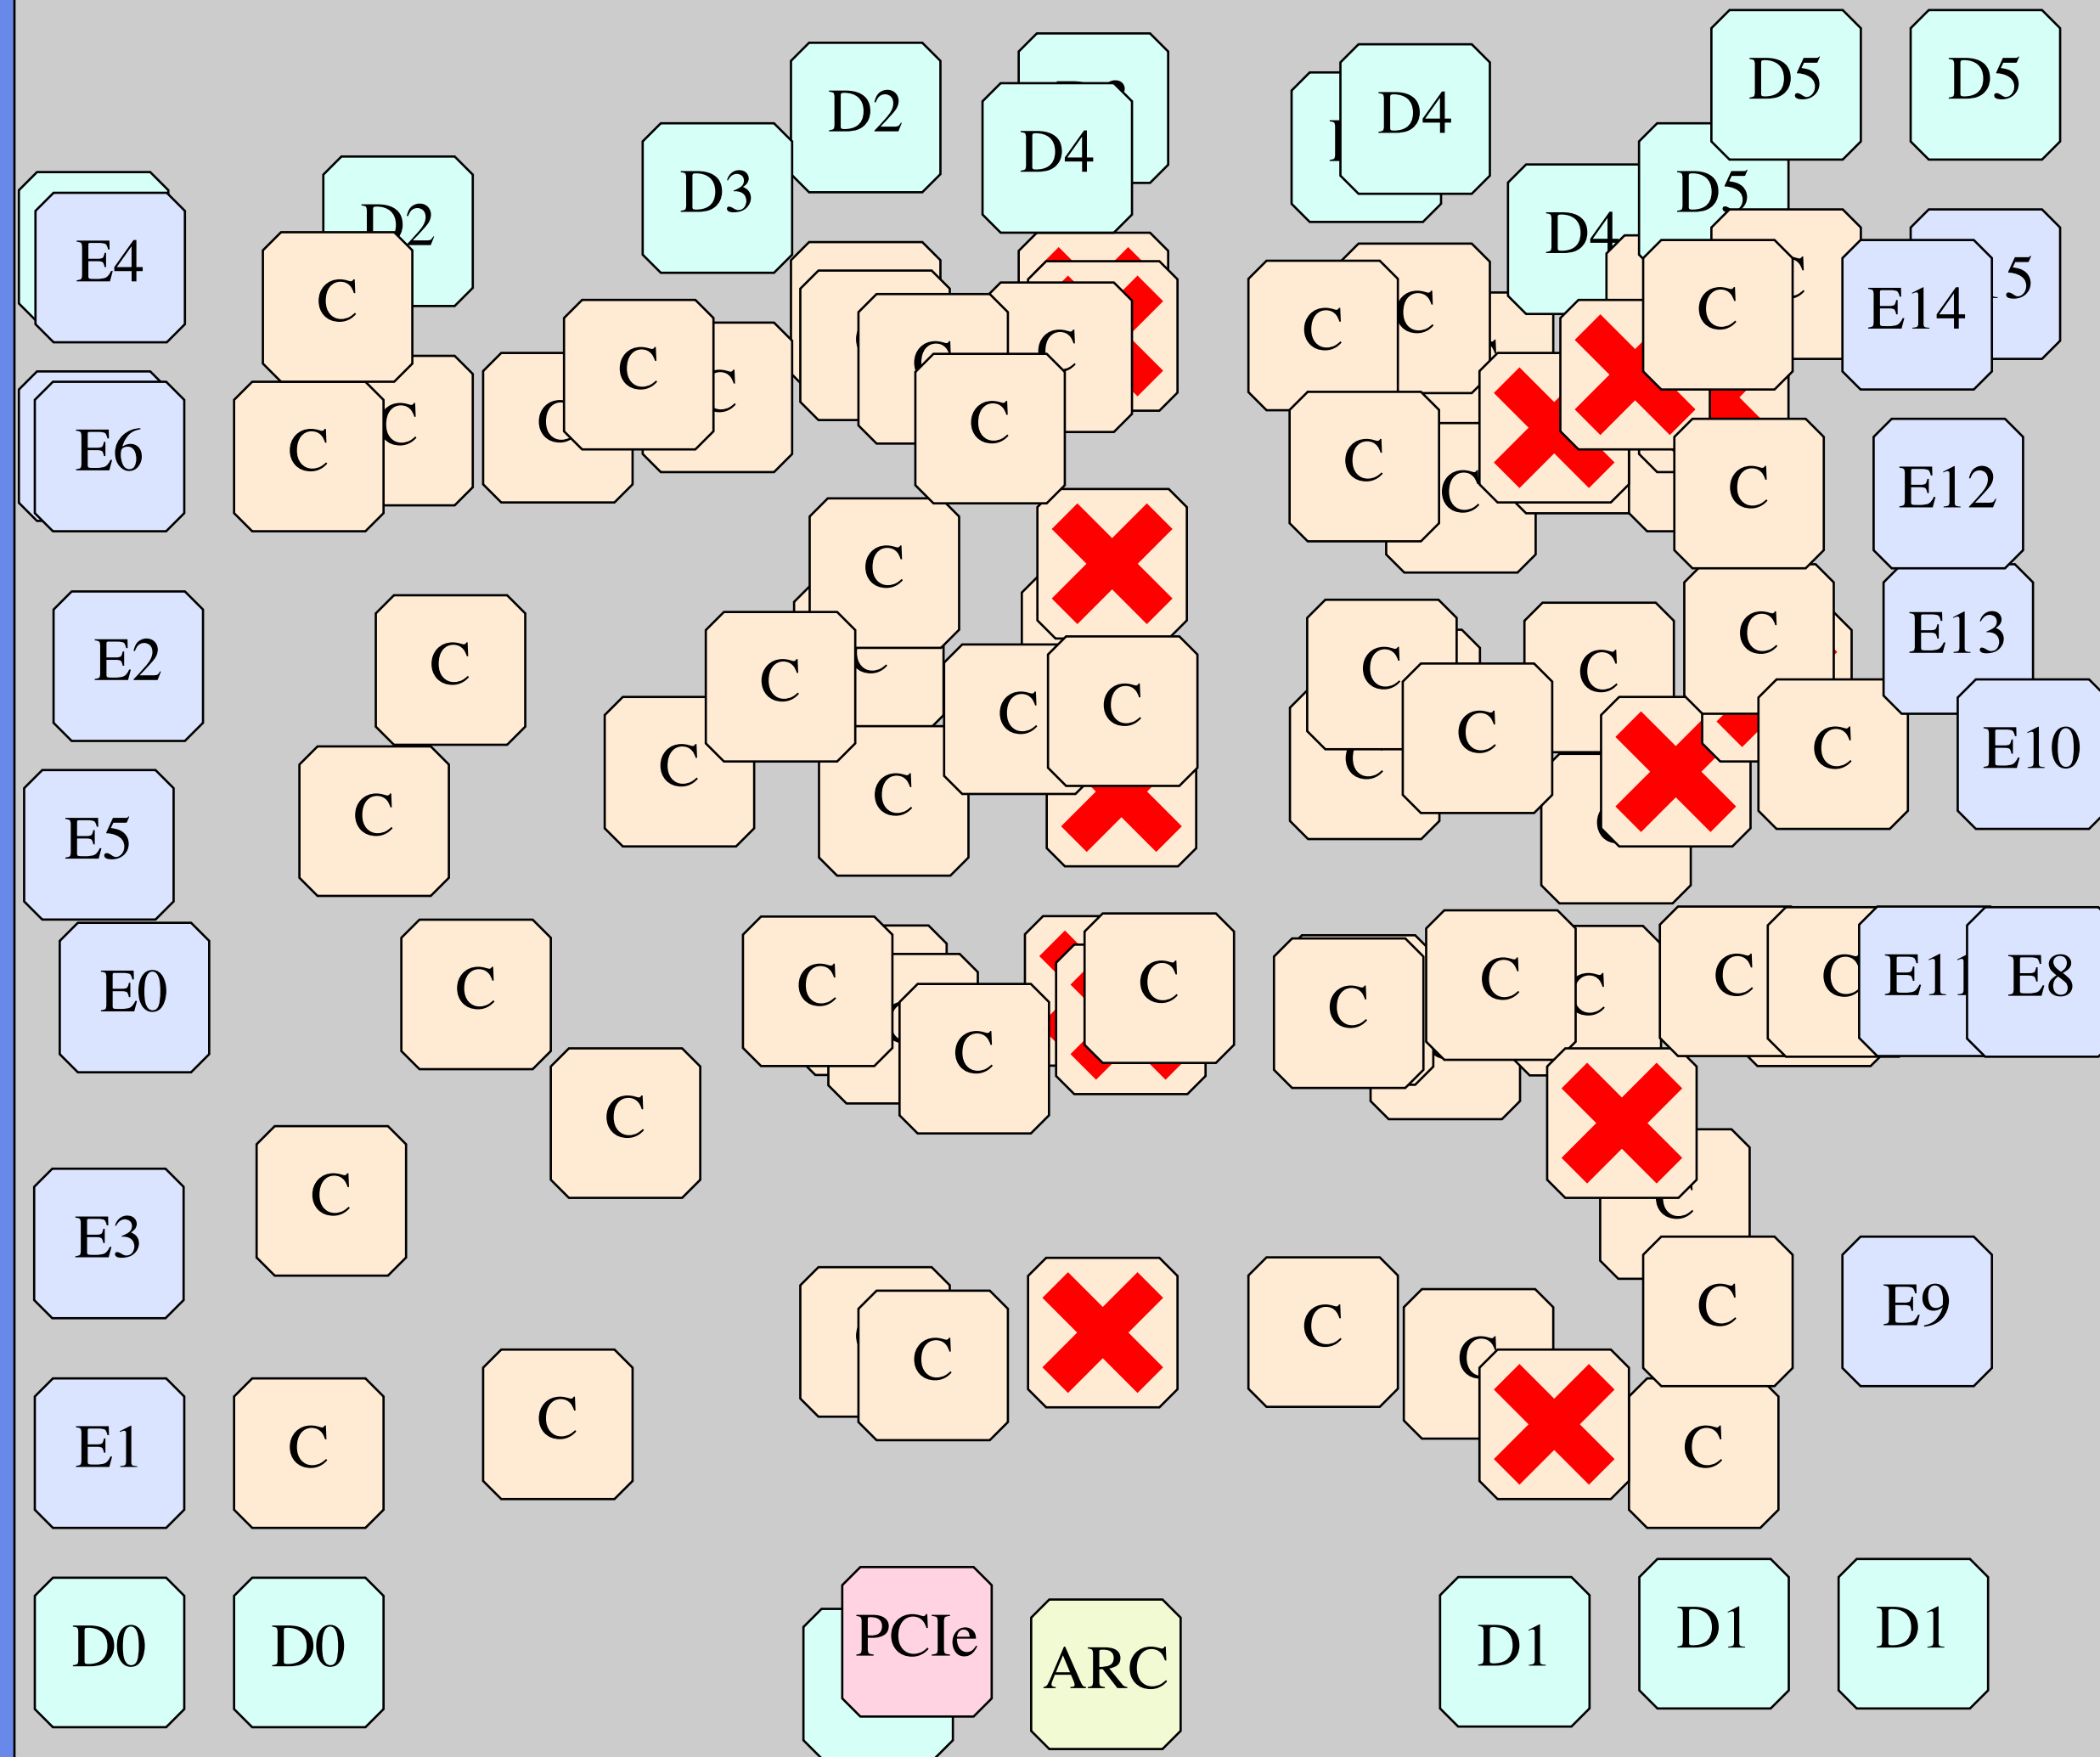 D5 D5
D2 D4
D4
D3 D5
D2 D4
E4 C C E14
C C C
C C C
C C C C C
E6 C C C C E12
C
C
E2 C C C C E13
C C C C
C C C E10
E5 C C
E0 C C C C C C E11 E8
C C C
C
E3 C C
C C E9
C C
E1 C C C
D0 D0 PCIe ARC D1 D1 D1